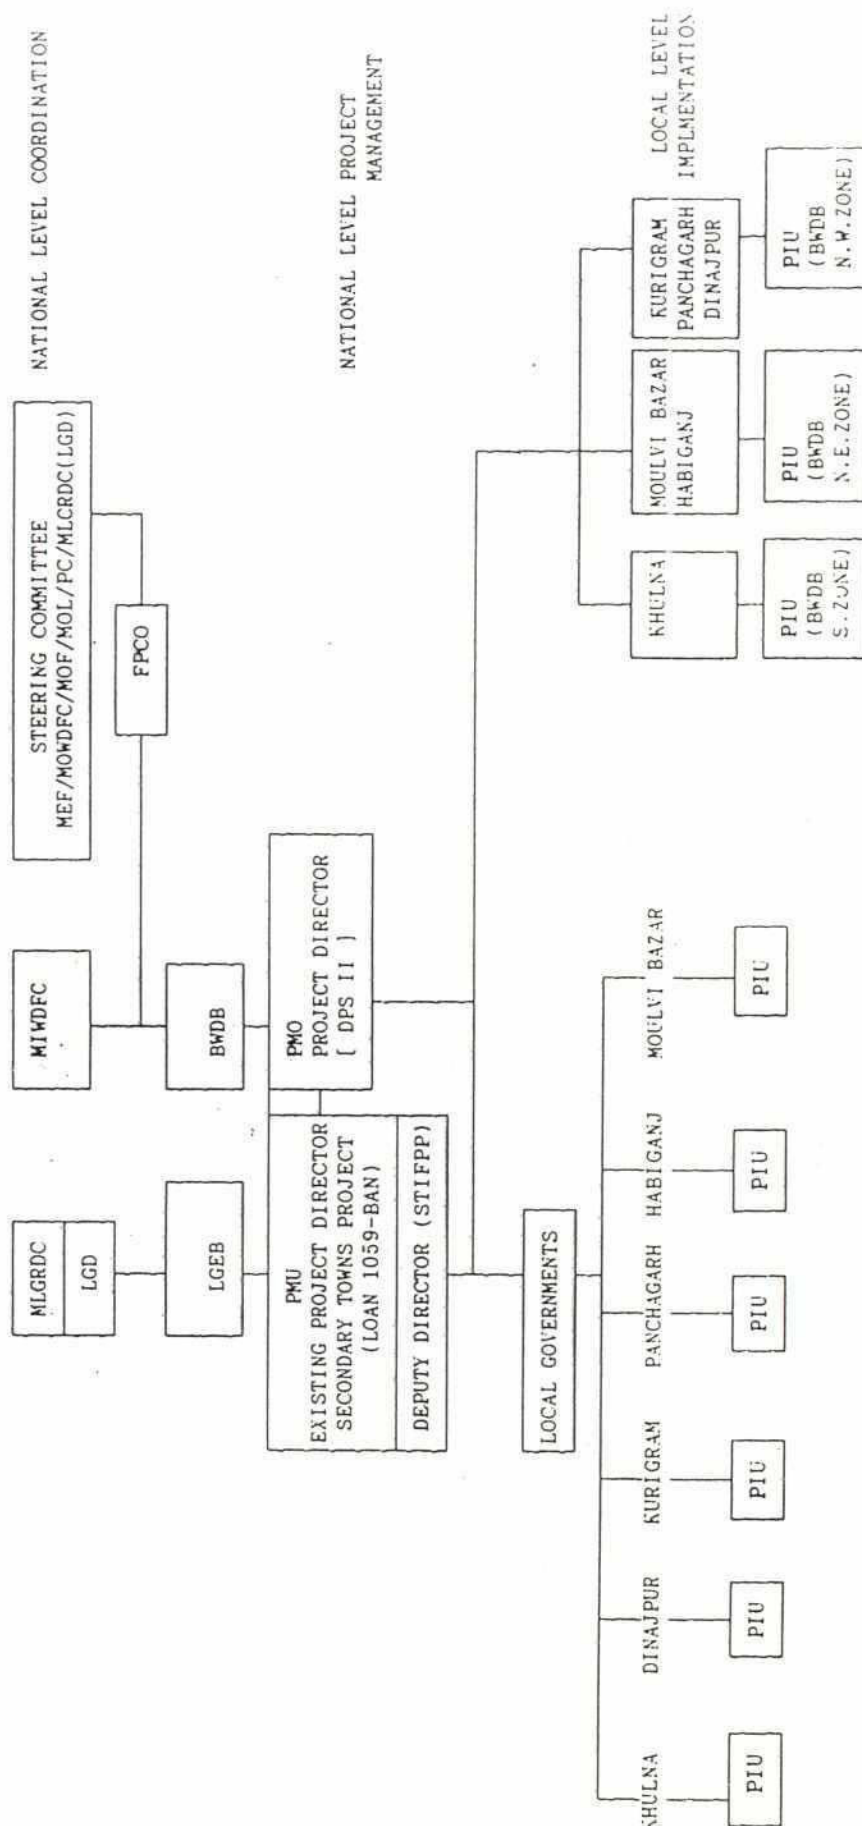 NATIONAL LEVEL COORDINATION
STEERING COMMITTEE
MEF/MOWDFC/MOF/MOL/PC/MLCRDC(LGD)
FPCO
MIWDFC
MLGRDC
LGD
BWDB
LGEB
NATIONAL LEVEL PROJECT
MANAGEMENT
PMO
PROJECT DIRECTOR
[ DPS II ]
PMU
EXISTING PROJECT DIRECTOR
SECONDARY TOWNS PROJECT
(LOAN 1059-BAN)
DEPUTY DIRECTOR (STIFPP)
LOCAL GOVERNMENTS
LOCAL LEVEL
IMPLMENTATION
KHULNA
DINAJPUR
KURIGRAM
PANCHAGARH
HABIGANJ
MOULVI BAZAR
PIU
PIU
PIU
PIU
PIU
PIU
KHULNA
MOULVI BAZAR
HABIGANJ
KURIGRAM
PANCHAGARH
DINAJPUR
PIU
(BWDB
S.ZONE)
PIU
(BWDB
N.E.ZONE)
PIU
(BWDB
N.W.ZONE)